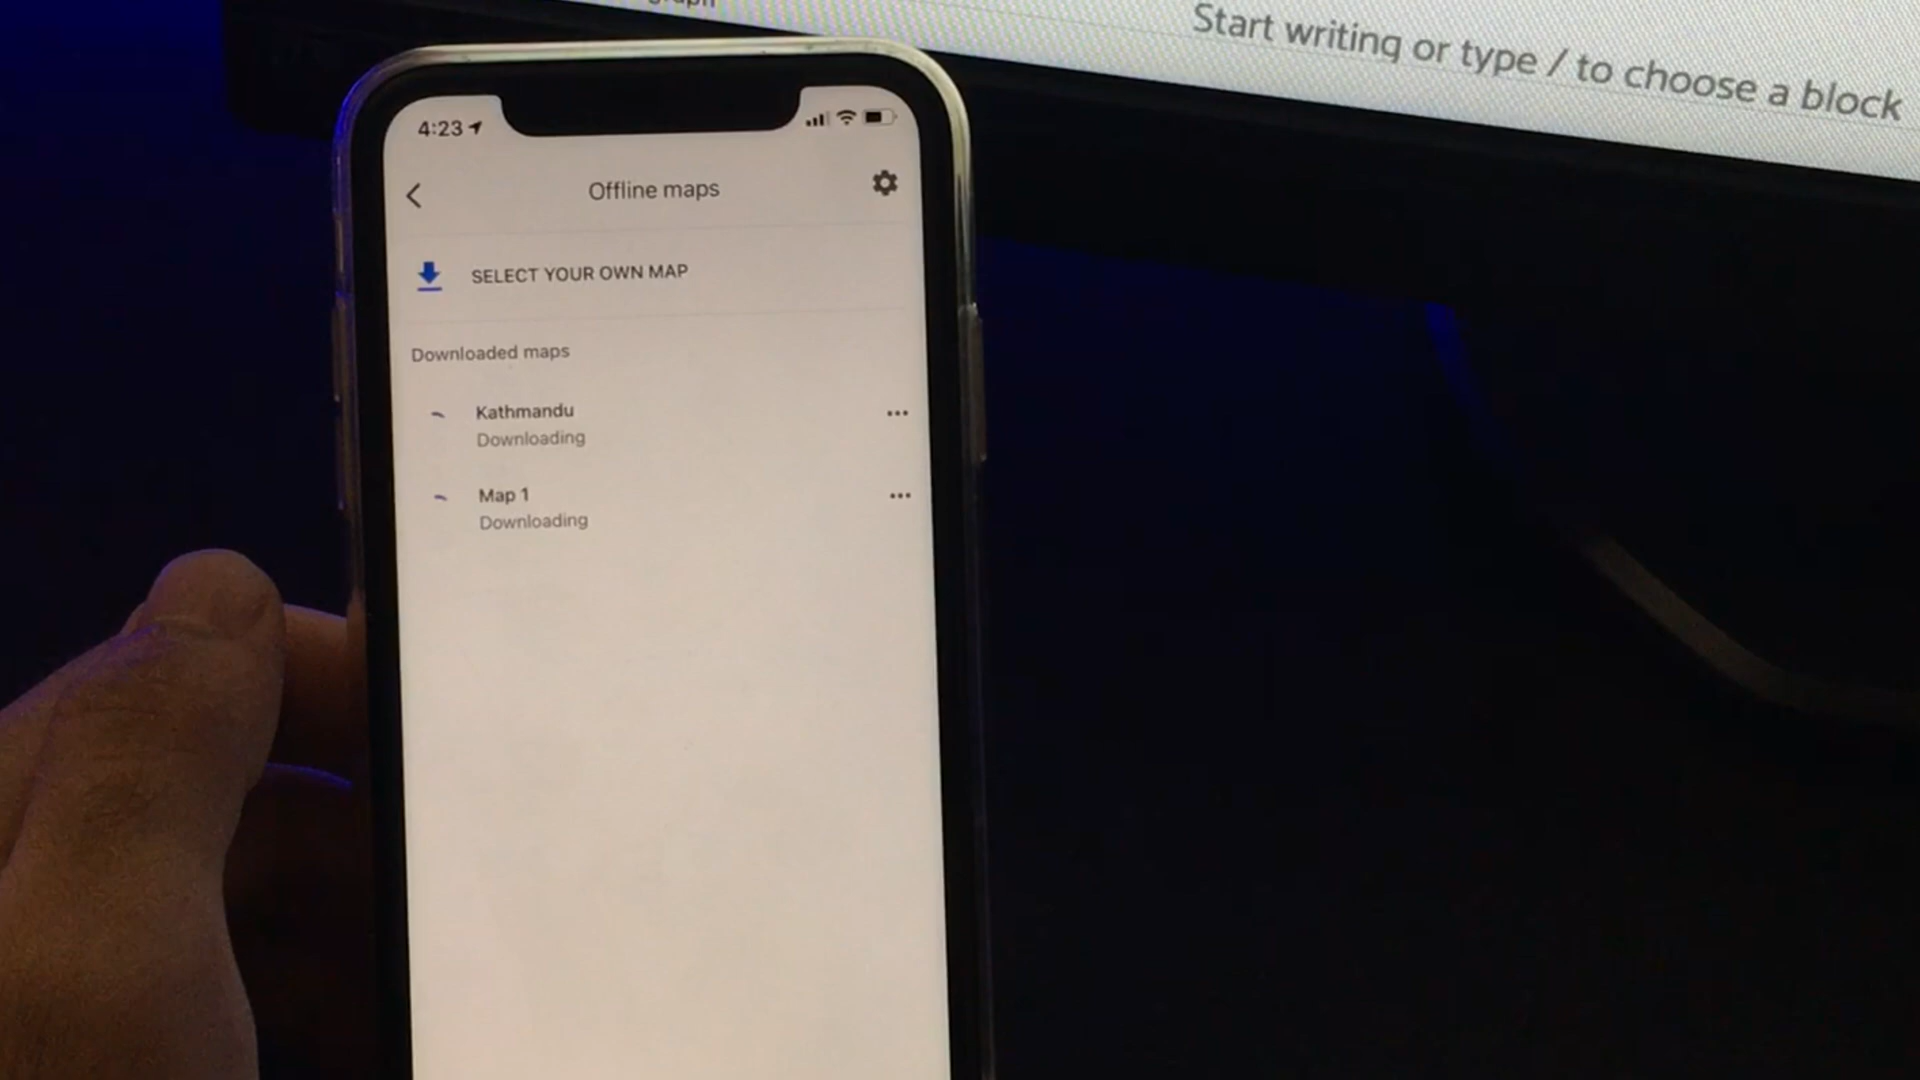 Start writing or type / to choose a block
4:23
Offline maps
SELECT YOUR OWN MAP
Downloaded maps
Kathmandu
Downloading
Map 1
Downloading